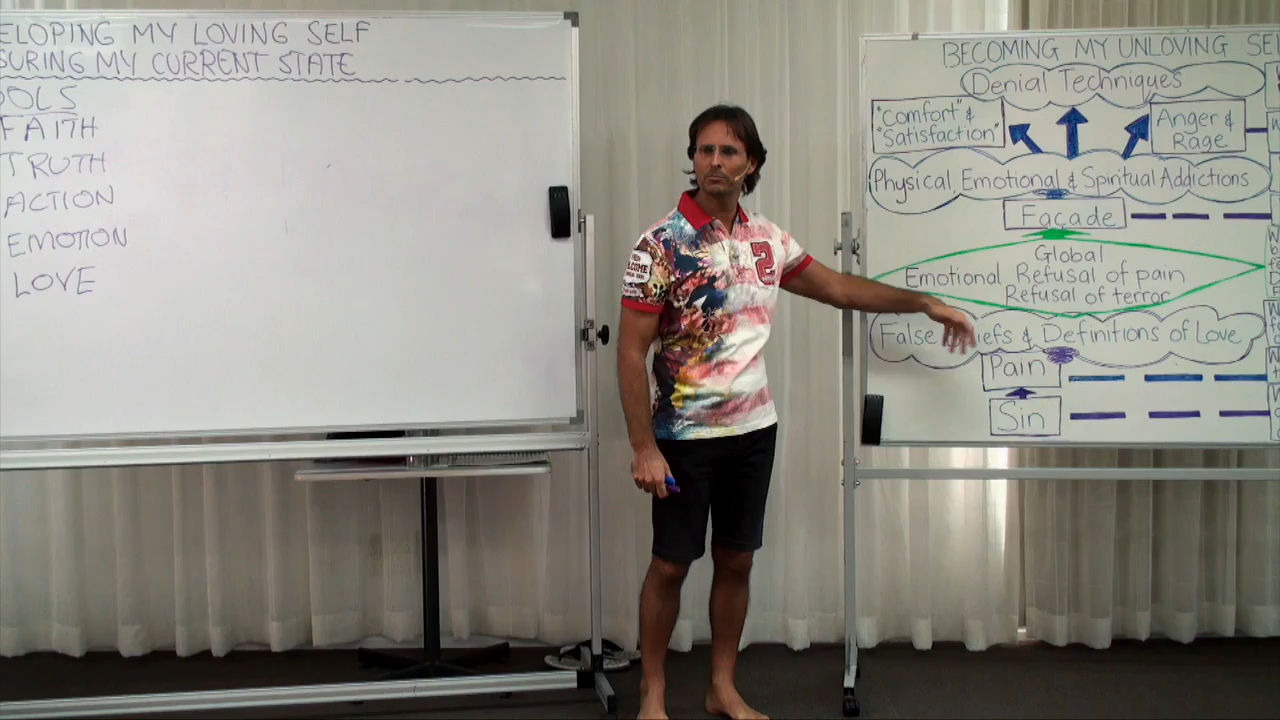 ELOPING MY LOVING SELF
SURING MY CURRENT STATE
OOLS
FAITH
TRUTH
ACTION
EMOTION
LOVE
2
BECOMING MY UNLOVING SEL
Denial Techniques
"Comfort" &
"Satisfaction"
Anger &
Rage
Physical, Emotional & Spiritual Addictions
Façade
Global
Emotional Refusal of pain
Refusal of terror
False iefs & Definitions of Love
Pain
Sin